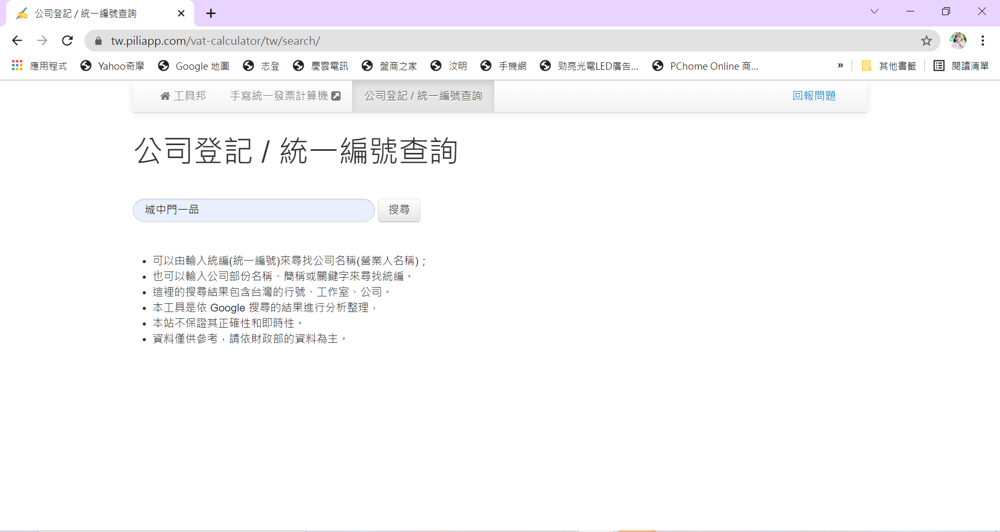 公司登記 / 統一編號查詢
tw.piliapp.com/vat-calculator/tw/search/
應用程式 Yahoo奇摩 Google 地圖 志登 慶雲電訊 盤商之家 汶明 手機網 勁亮光電LED廣告... PChome Online 商... » 其他書籤 閱讀清單
工具邦 手寫統一發票計算機 公司登記 / 統一編號查詢 回報問題
公司登記 / 統一編號查詢
城中門一品 搜尋
可以由輸入統編(統一編號)來尋找公司名稱(營業人名稱)；
也可以輸入公司部份名稱、簡稱或關鍵字來尋找統編。
這裡的搜尋結果包含台灣的行號、工作室、公司。
本工具是依 Google 搜尋的結果進行分析整理，
本站不保證其正確性和即時性。
資料僅供參考，請依財政部的資料為主。